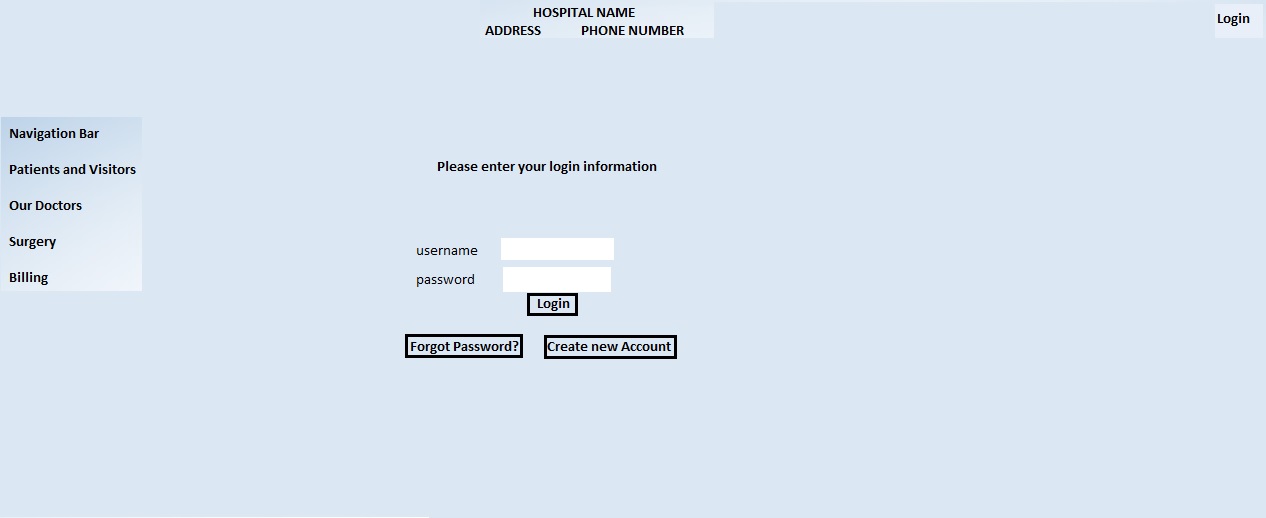 HOSPITAL NAME
ADDRESS PHONE NUMBER
Login
Navigation Bar
Patients and Visitors
Our Doctors
Surgery
Billing
Please enter your login information
username
password
Login
Forgot Password? Create new Account